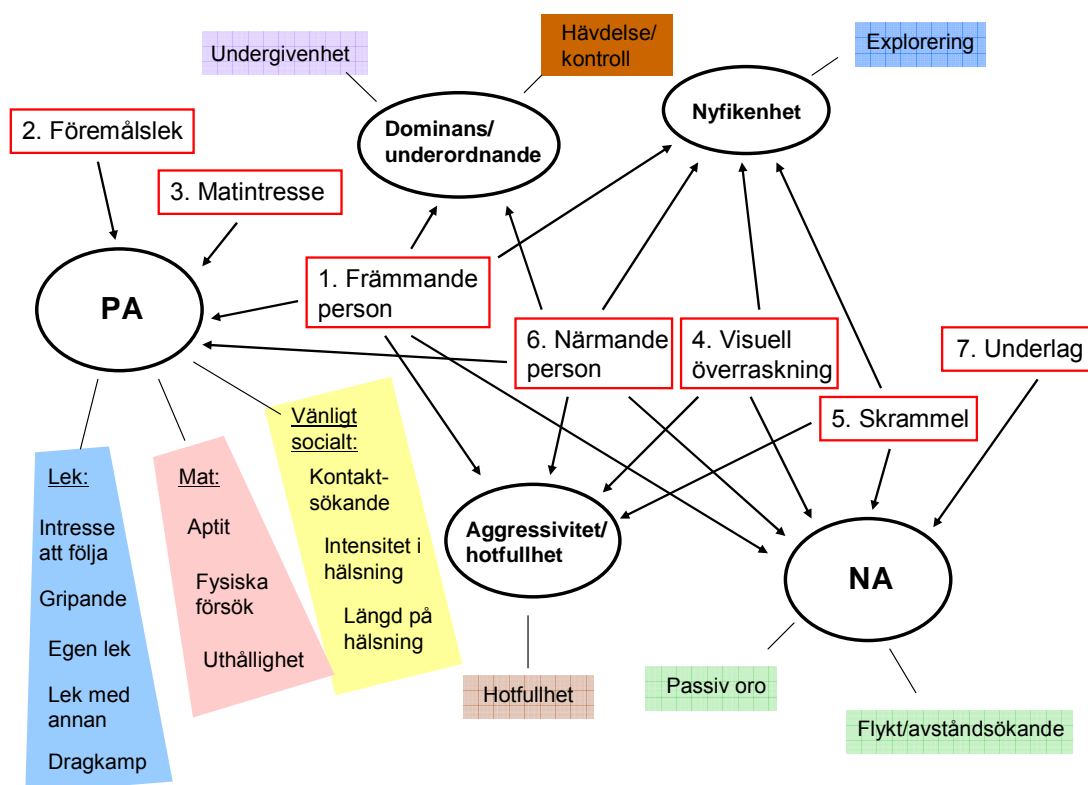 Undergivenhet
Hävdelse/
kontroll
Explorering
Dominans/
underordnande
Nyfikenhet
2. Föremålslek
3. Matintresse
PA
1. Främmande
person
6. Närmande
person
4. Visuell
överraskning
7. Underlag
5. Skrammel
Lek:
Intresse
att följa
Gripande
Egen lek
Lek med
annan
Dragkamp
Mat:
Aptit
Fysiska
försök
Uthållighet
Vänligt
socialt:
Kontakt-
sökande
Intensitet i
hälsning
Längd på
hälsning
Aggressivitet/
hotfullhet
NA
Hotfullhet
Passiv oro
Flykt/avståndsökande